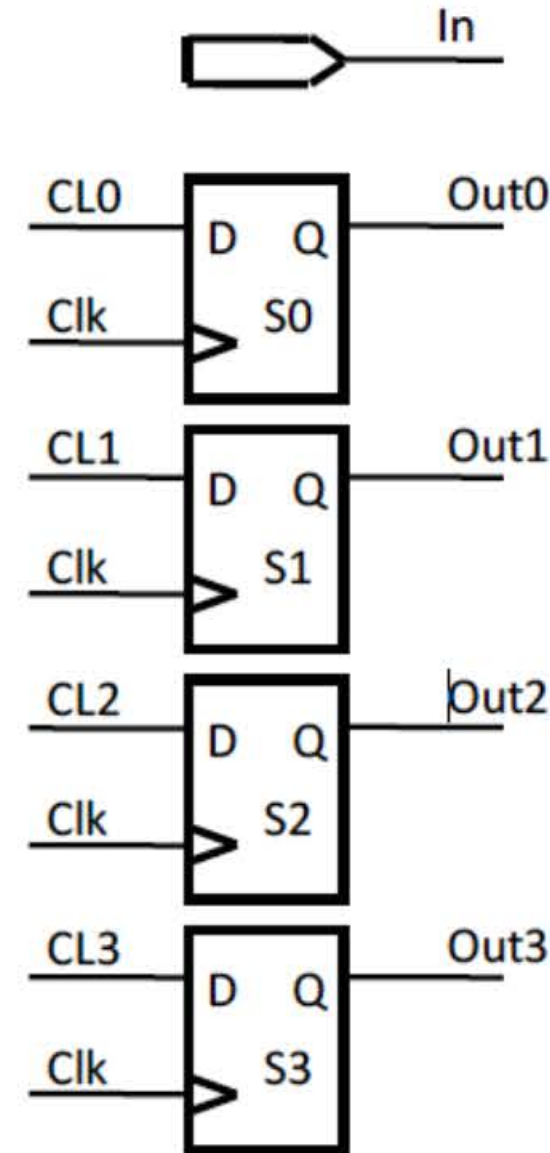 In
CL0 Out0
D Q
Clk S0
CL1 Out1
D Q
Clk S1
CL2 Out2
D Q
Clk S2
CL3 Out3
D Q
Clk S3